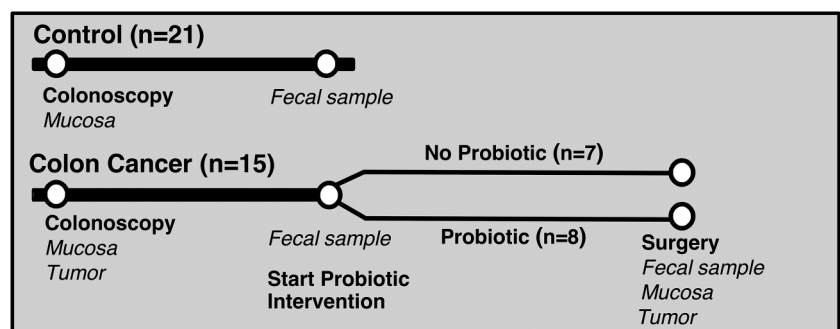 Control (n=21)
Colonoscopy
Mucosa
Fecal sample
Colon Cancer (n=15)
No Probiotic (n=7)
Colonoscopy
Mucosa
Tumor
Fecal sample
Start Probiotic
Intervention
Probiotic (n=8)
Surgery
Fecal sample
Mucosa
Tumor